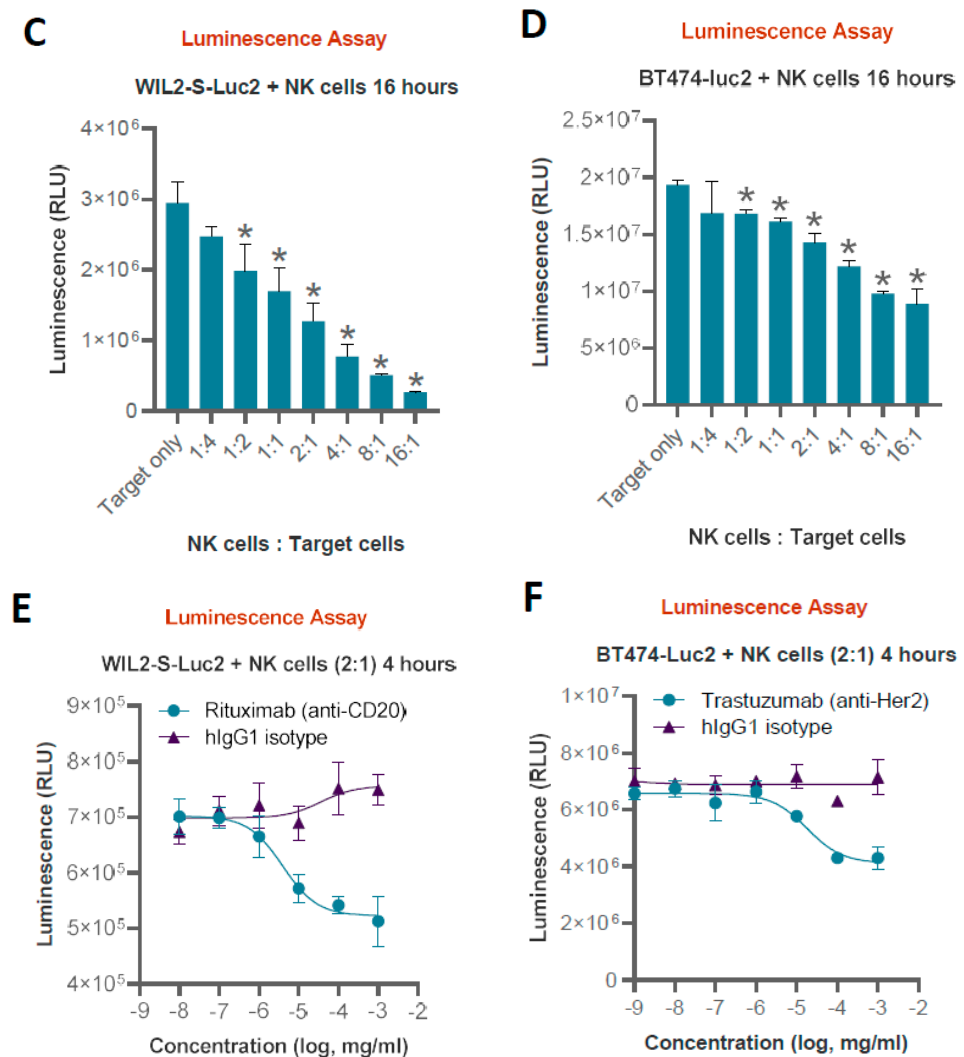 C
Luminescence Assay
WIL2-S-Luc2 + NK cells 16 hours
Luminescence (RLU)
4×10⁶
3×10⁶
2×10⁶
1×10⁶
0
* * * * * *
Target only 1:4 1:2 1:1 2:1 4:1 8:1 16:1
NK cells : Target cells
D
Luminescence Assay
BT474-luc2 + NK cells 16 hours
Luminescence (RLU)
2.5×10⁷
2×10⁷
1.5×10⁷
1×10⁷
5×10⁶
0
* * * * * *
Target only 1:4 1:2 1:1 2:1 4:1 8:1 16:1
NK cells : Target cells
E
Luminescence Assay
WIL2-S-Luc2 + NK cells (2:1) 4 hours
Rituximab (anti-CD20)
hIgG1 isotype
Luminescence (RLU)
9×10⁵
8×10⁵
7×10⁵
6×10⁵
5×10⁵
4×10⁵
-9 -8 -7 -6 -5 -4 -3 -2
Concentration (log, mg/ml)
F
Luminescence Assay
BT474-Luc2 + NK cells (2:1) 4 hours
Trastuzumab (anti-Her2)
hIgG1 isotype
Luminescence (RLU)
1×10⁷
8×10⁶
6×10⁶
4×10⁶
2×10⁶
0
-9 -8 -7 -6 -5 -4 -3 -2
Concentration (log, mg/ml)